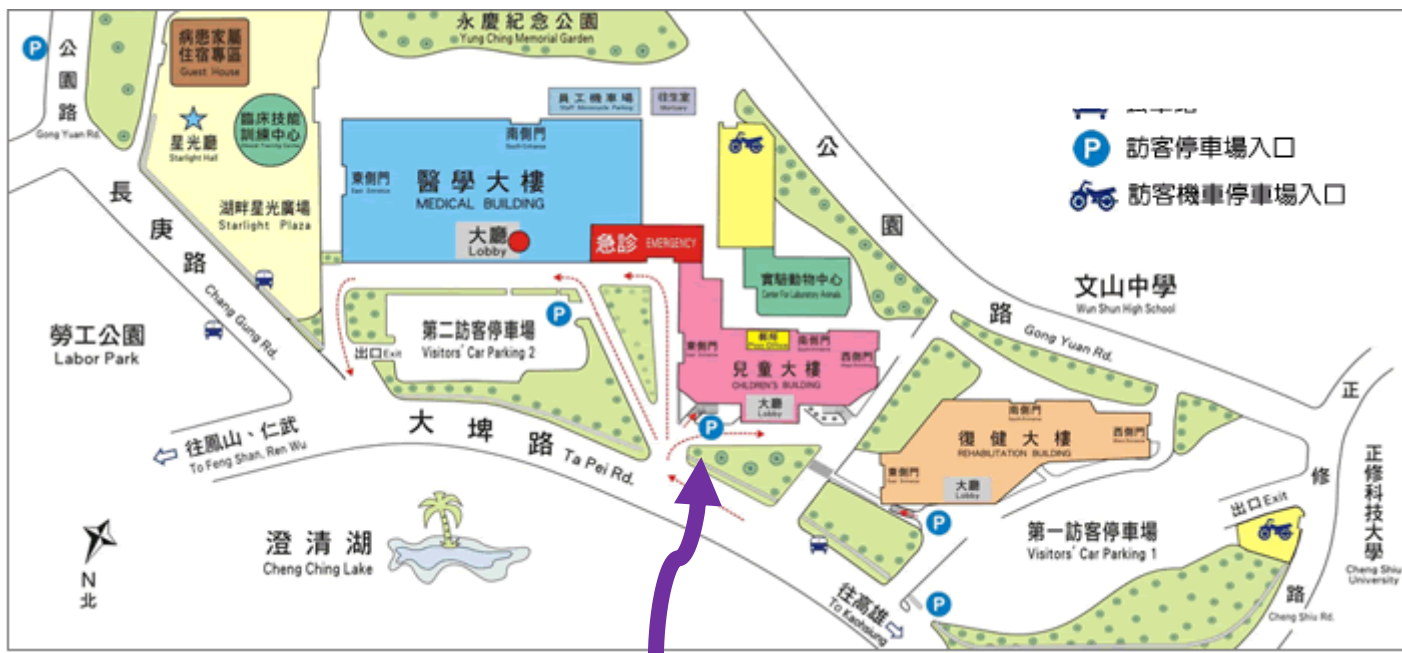 永慶紀念公園
Yung Ching Memorial Garden
P
公園路
Gong Yuan Rd.
病患家屬
住宿專區
Guest House
臨床技能
訓練中心
星光廳
Starlight Hall
湖畔星光廣場
Starlight Plaza
員工機車場
往生室
Mortuary
南側門
South Entrance
東側門
East Entrance
醫學大樓
MEDICAL BUILDING
大廳
Lobby
急診 EMERGENCY
實驗動物中心
Center For Laboratory Animals
公園路
Gong Yuan Rd.
P 訪客停車場入口
訪客機車停車場入口
文山中學
Wun Shun High School
長庚路
Chang Gung Rd.
勞工公園
Labor Park
第二訪客停車場
Visitors' Car Parking 2
P
出口 Exit
郵局
Post Office
東側門
南側門
西側門
兒童大樓
CHILDREN'S BUILDING
大廳
Lobby
P
南側門
西側門
東側門
復健大樓
REHABILITATION BUILDING
大廳
Lobby
P
大埤路
Ta Pei Rd.
往鳳山、仁武
To Feng Shan, Ren Wu
澄清湖
Cheng Ching Lake
N
北
第一訪客停車場
Visitors' Car Parking 1
P
出口 Exit
往高雄
To Kaohsiung
正修路
Cheng Shiu Rd.
正修科技大學
Cheng Shiu
University